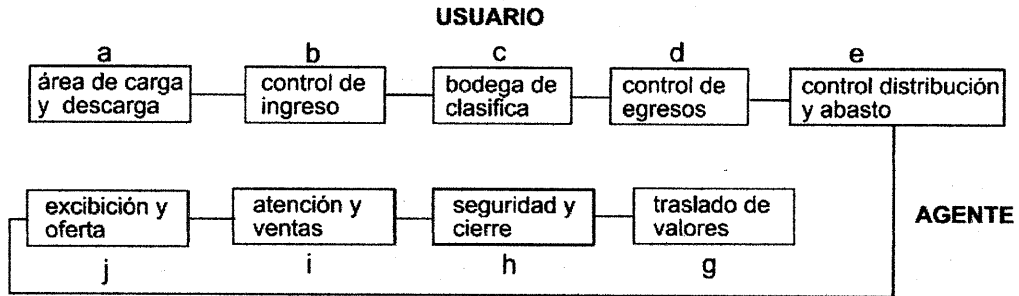 USUARIO
a b c d e
área de carga
y descarga
control de
ingreso
bodega de
clasifica
control de
egresos
control distribución
y abasto
excibición y
oferta
atención y
ventas
seguridad y
cierre
traslado de
valores
AGENTE
j i h g